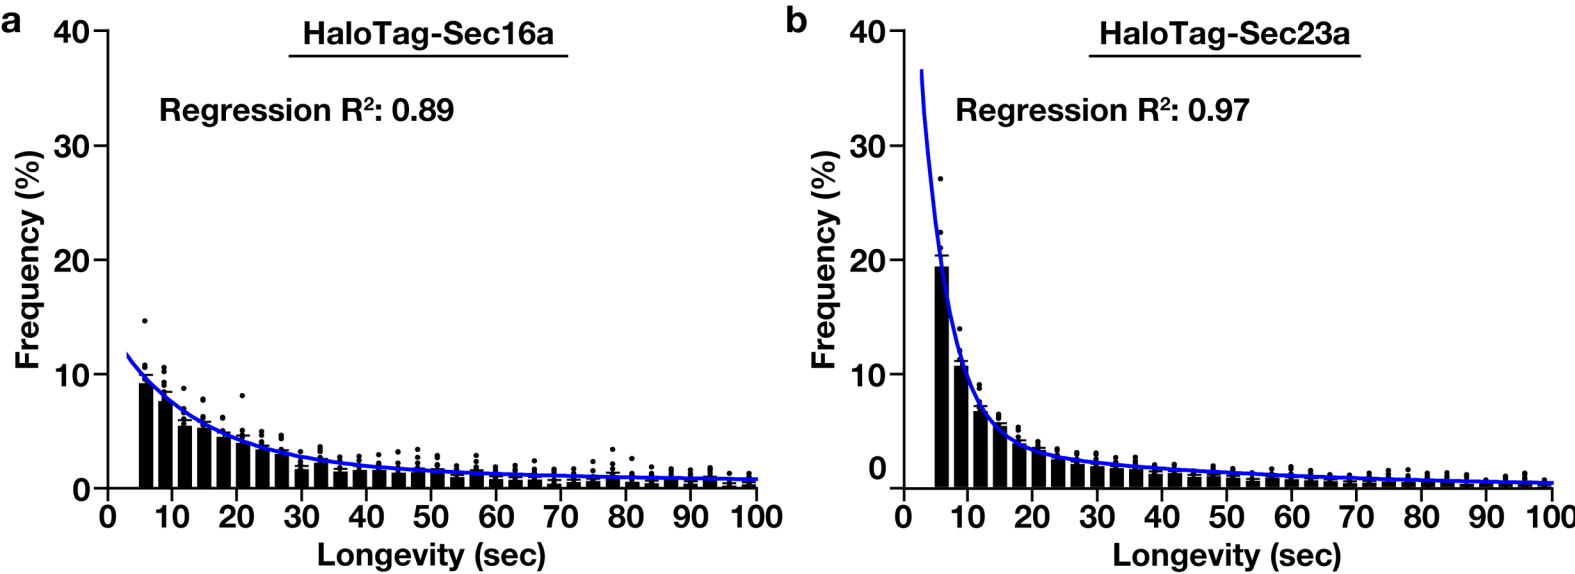 a
HaloTag-Sec16a
Regression R²: 0.89
Frequency (%)
40
30
20
10
0
0 10 20 30 40 50 60 70 80 90 100
Longevity (sec)
b
HaloTag-Sec23a
Regression R²: 0.97
Frequency (%)
40
30
20
10
0
0 10 20 30 40 50 60 70 80 90 100
Longevity (sec)